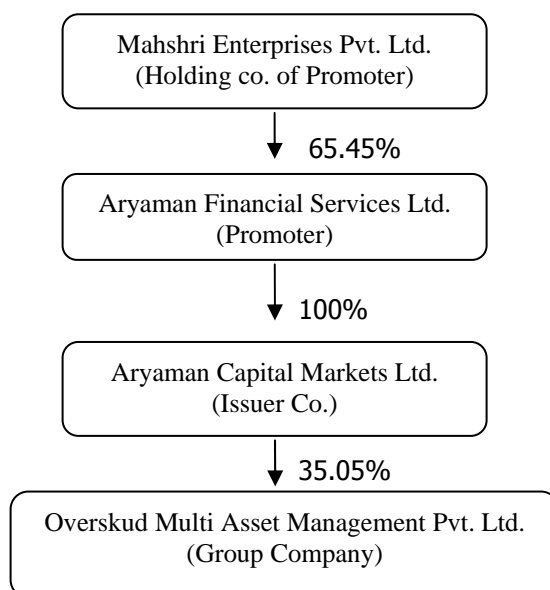 Mahshri Enterprises Pvt. Ltd.
(Holding co. of Promoter)
65.45%
Aryaman Financial Services Ltd.
(Promoter)
100%
Aryaman Capital Markets Ltd.
(Issuer Co.)
35.05%
Overskud Multi Asset Management Pvt. Ltd.
(Group Company)